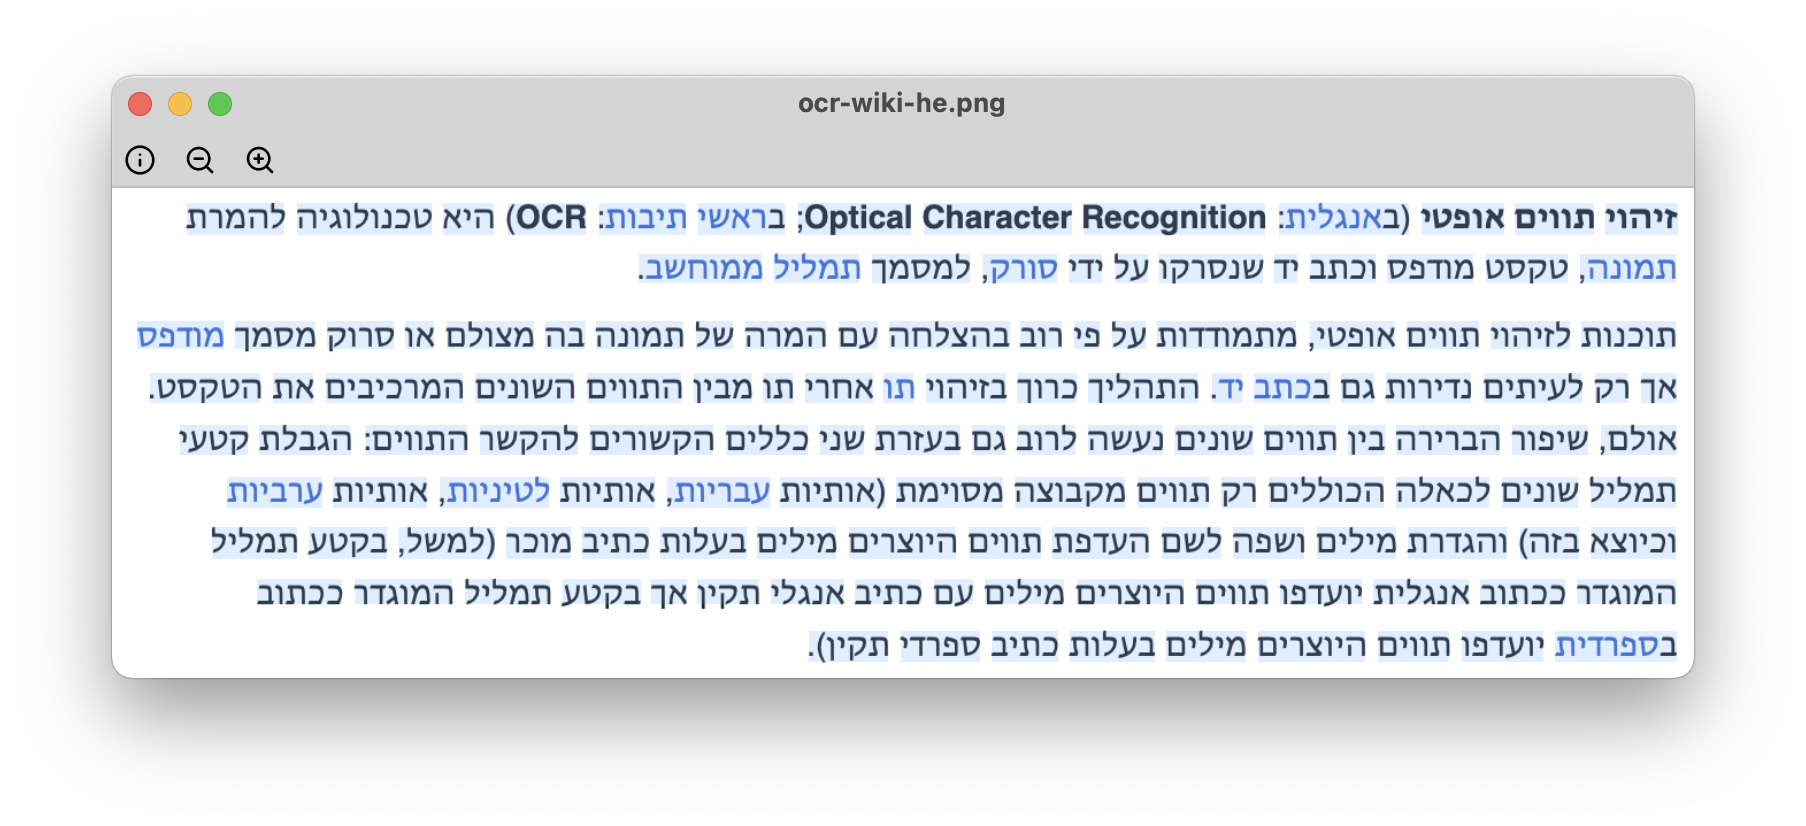 ocr-wiki-he.png
זיהוי תווים אופטי (באנגלית: Optical Character Recognition; בראשי תיבות: OCR) היא טכנולוגיה להמרת
תמונה, טקסט מודפס וכתב יד שנסרקו על ידי סורק, למסמך תמליל ממוחשב.
תוכנות לזיהוי תווים אופטי, מתמודדות על פי רוב בהצלחה עם המרה של תמונה בה מצולם או סרוק מסמך מודפס
אך רק לעיתים נדירות גם בכתב יד. התהליך כרוך בזיהוי תו אחרי תו מבין התווים השונים המרכיבים את הטקסט.
אולם, שיפור הברירה בין תווים שונים נעשה לרוב גם בעזרת שני כללים הקשורים להקשר התווים: הגבלת קטעי
תמליל שונים לכאלה הכוללים רק תווים מקבוצה מסוימת (אותיות עבריות, אותיות לטיניות, אותיות ערביות
וכיוצא בזה) והגדרת מילים ושפה לשם העדפת תווים היוצרים מילים בעלות כתיב מוכר (למשל, בקטע תמליל
המוגדר ככתוב אנגלית יועדפו תווים היוצרים מילים עם כתיב אנגלי תקין אך בקטע תמליל המוגדר ככתוב
בספרדית יועדפו תווים היוצרים מילים בעלות כתיב ספרדי תקין).